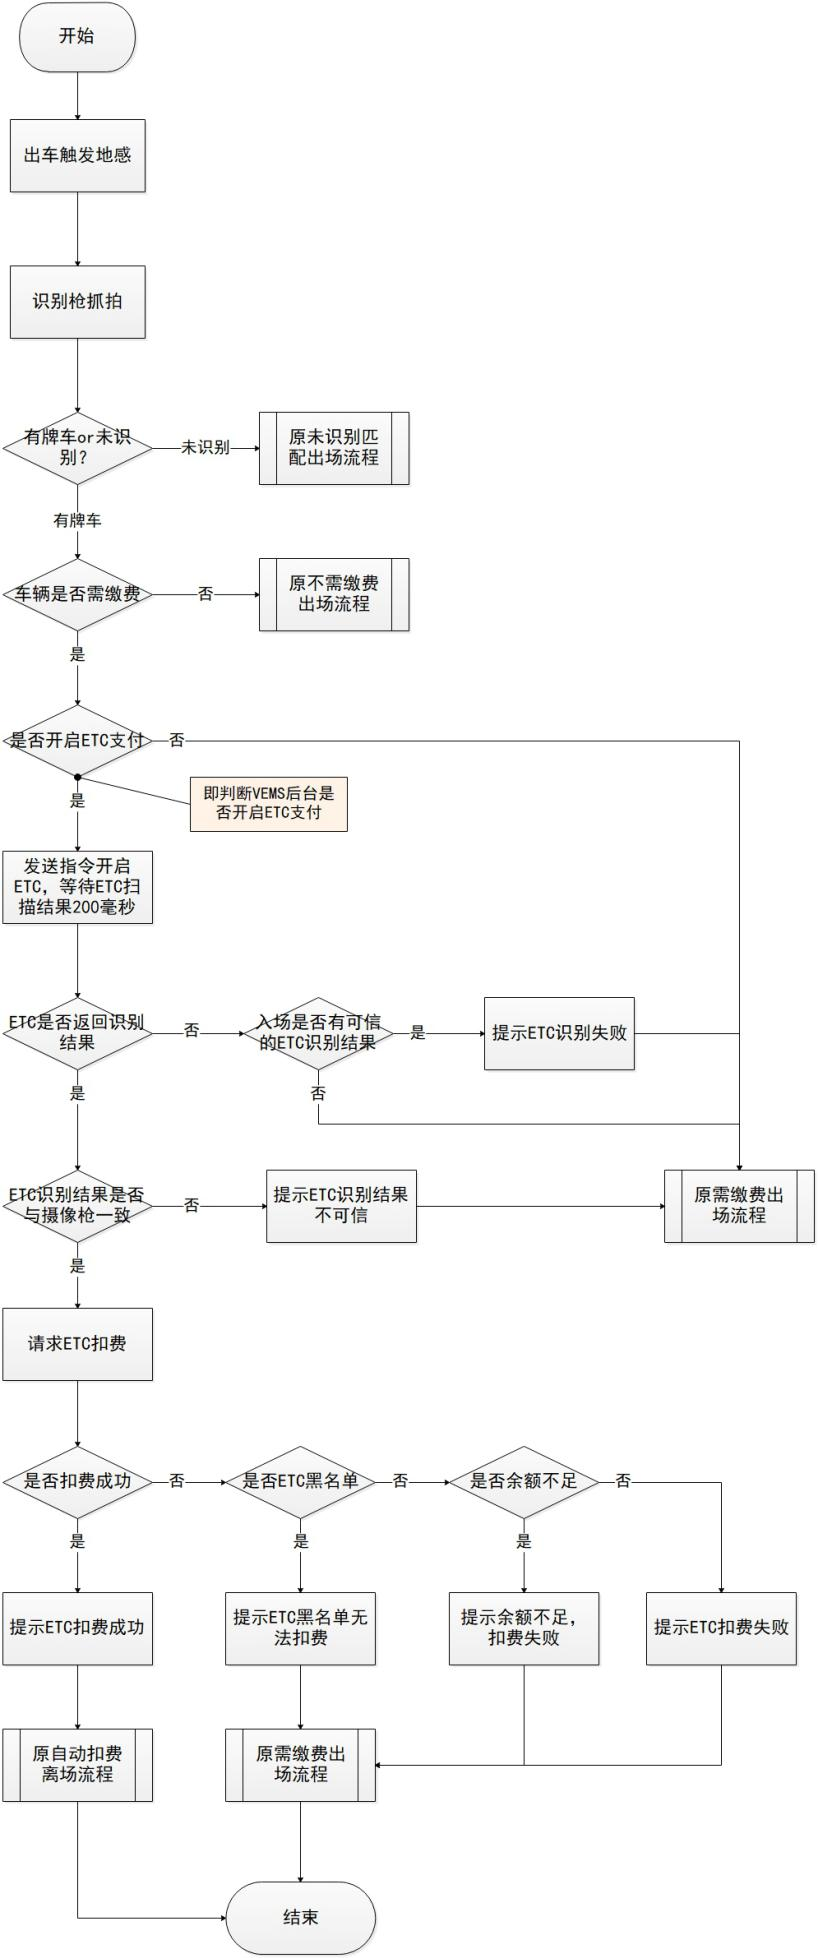 开始
出车触发地感
识别枪抓拍
有牌车or未识
别？
未识别
原未识别匹
配出场流程
有牌车
车辆是否需缴费
否
原不需缴费
出场流程
是
是否开启ETC支付
否
即判断VEMS后台是
否开启ETC支付
是
发送指令开启
ETC，等待ETC扫
描结果200毫秒
ETC是否返回识别
结果
否
入场是否有可信
的ETC识别结果
是
提示ETC识别失败
是
否
ETC识别结果是否
与摄像枪一致
否
提示ETC识别结果
不可信
原需缴费出
场流程
是
请求ETC扣费
是否扣费成功
否
是否ETC黑名单
否
是否余额不足
否
是
是
是
提示ETC扣费成功
提示ETC黑名单无
法扣费
提示余额不足，
扣费失败
提示ETC扣费失败
原自动扣费
离场流程
原需缴费出
场流程
结束